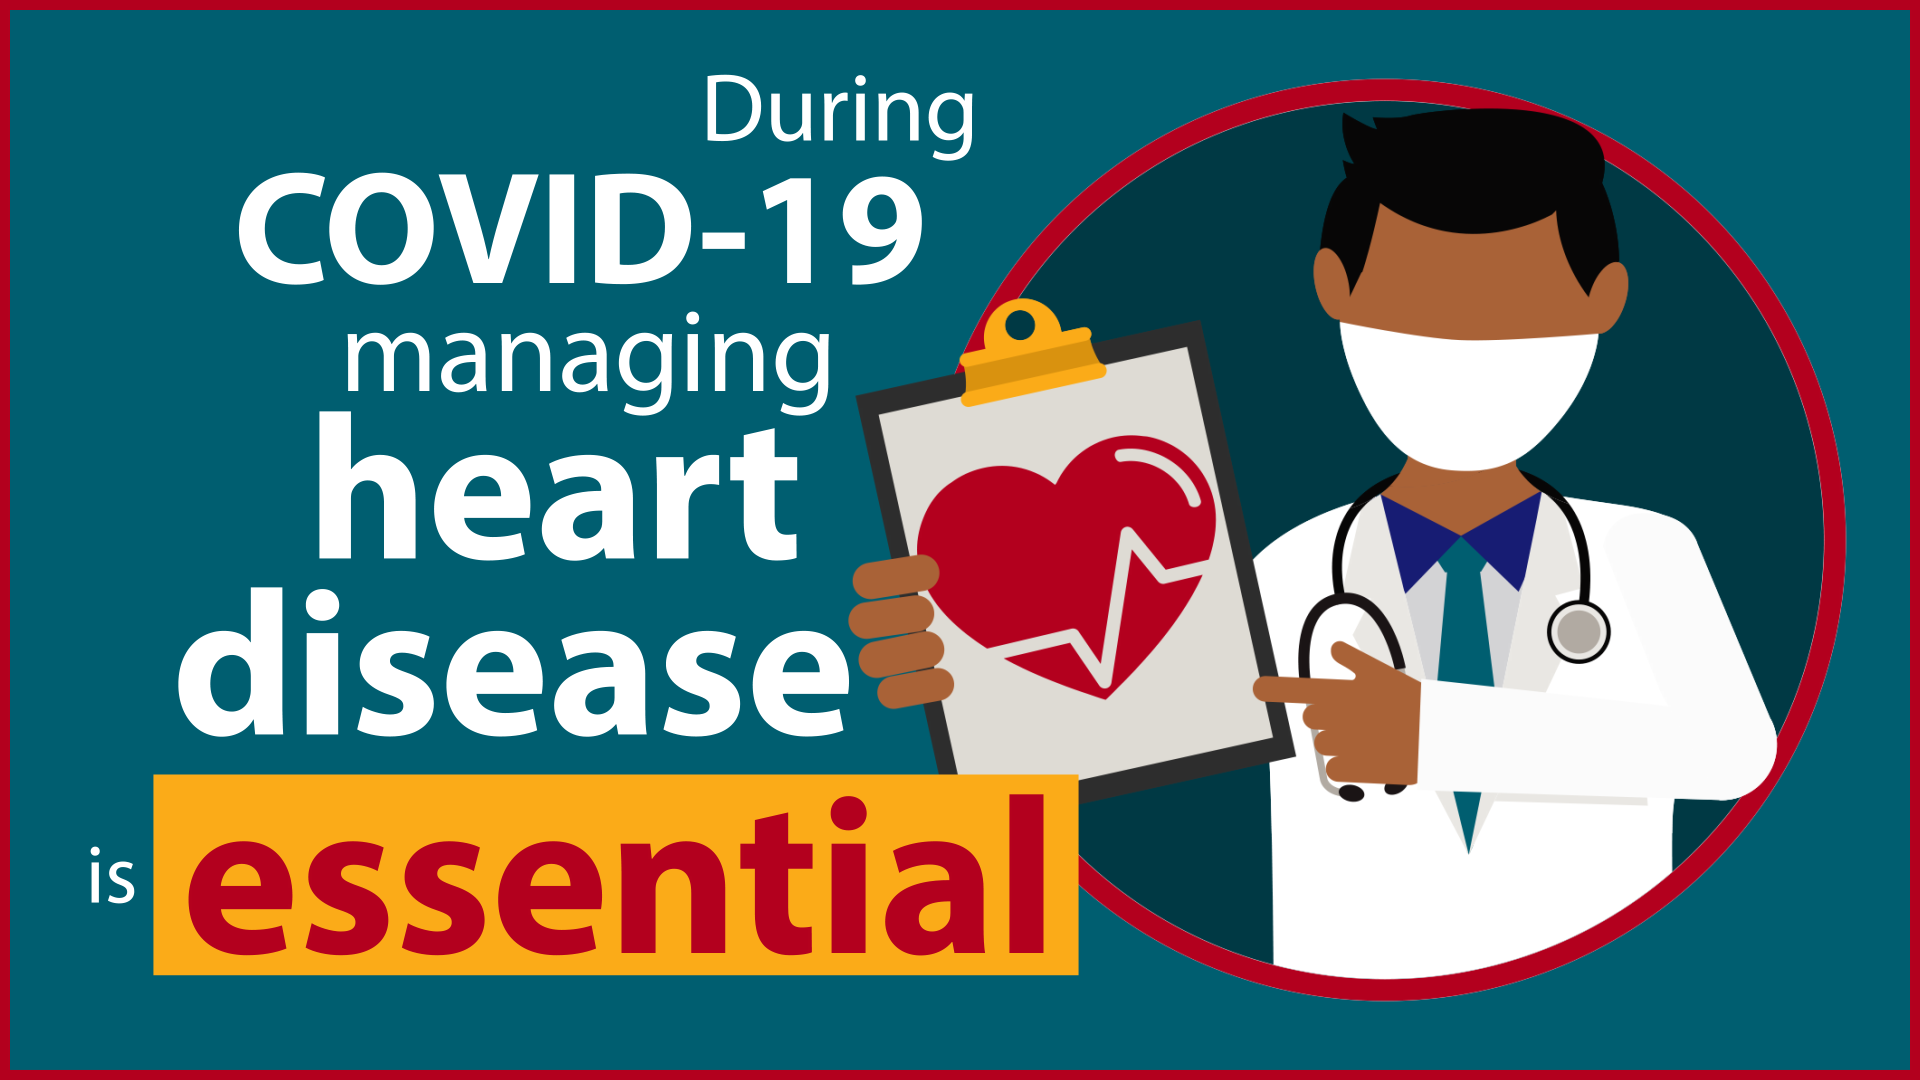 During
COVID-19
managing
heart
disease
is essential